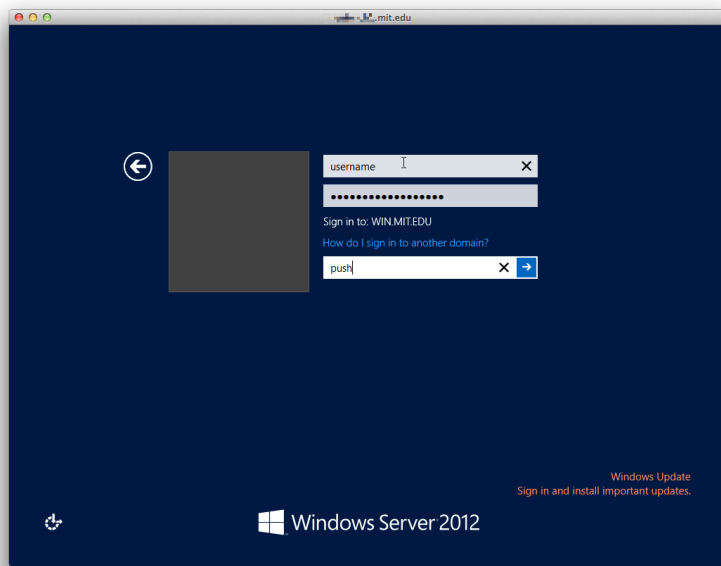 .mit.edu
username
Sign in to: WIN.MIT.EDU
How do I sign in to another domain?
push
Windows Update
Sign in and install important updates.
Windows Server 2012